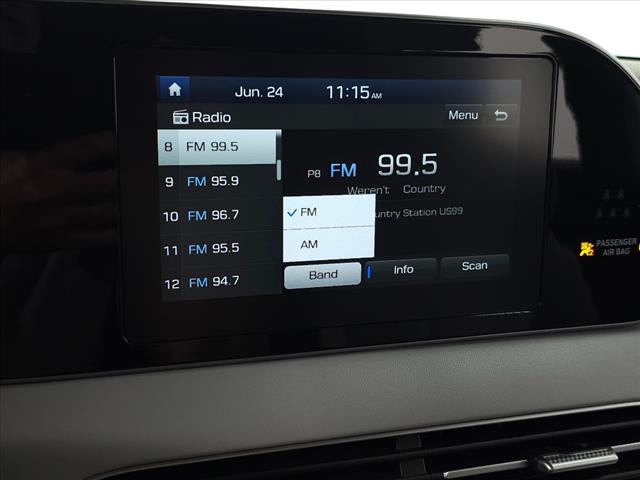 Jun. 24 11:15 AM
Radio
Menu
8 FM 99.5
9 FM 95.9
10 FM 96.7
11 FM 95.5
12 FM 94.7
P8 FM 99.5
Weren't Country
untry Station US99
FM
AM
Band
Info
Scan
PASSENGER
AIR BAG